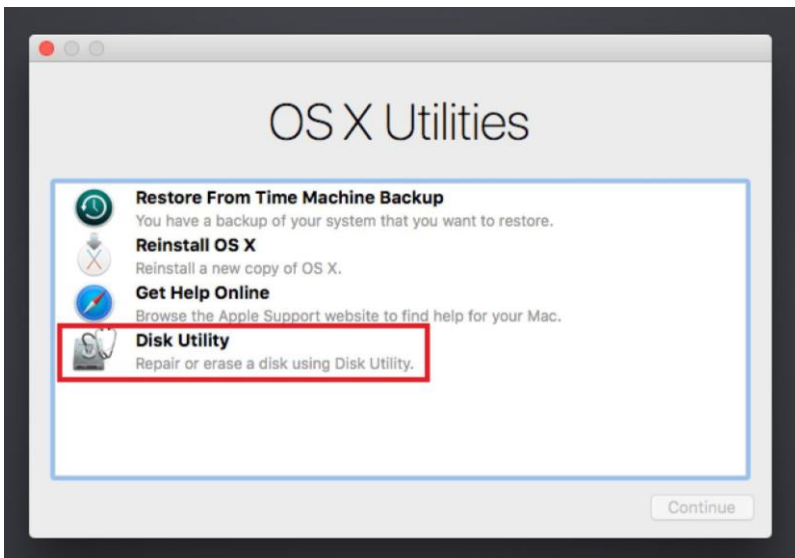 OS X Utilities
Restore From Time Machine Backup
You have a backup of your system that you want to restore.
Reinstall OS X
Reinstall a new copy of OS X.
Get Help Online
Browse the Apple Support website to find help for your Mac.
Disk Utility
Repair or erase a disk using Disk Utility.
Continue